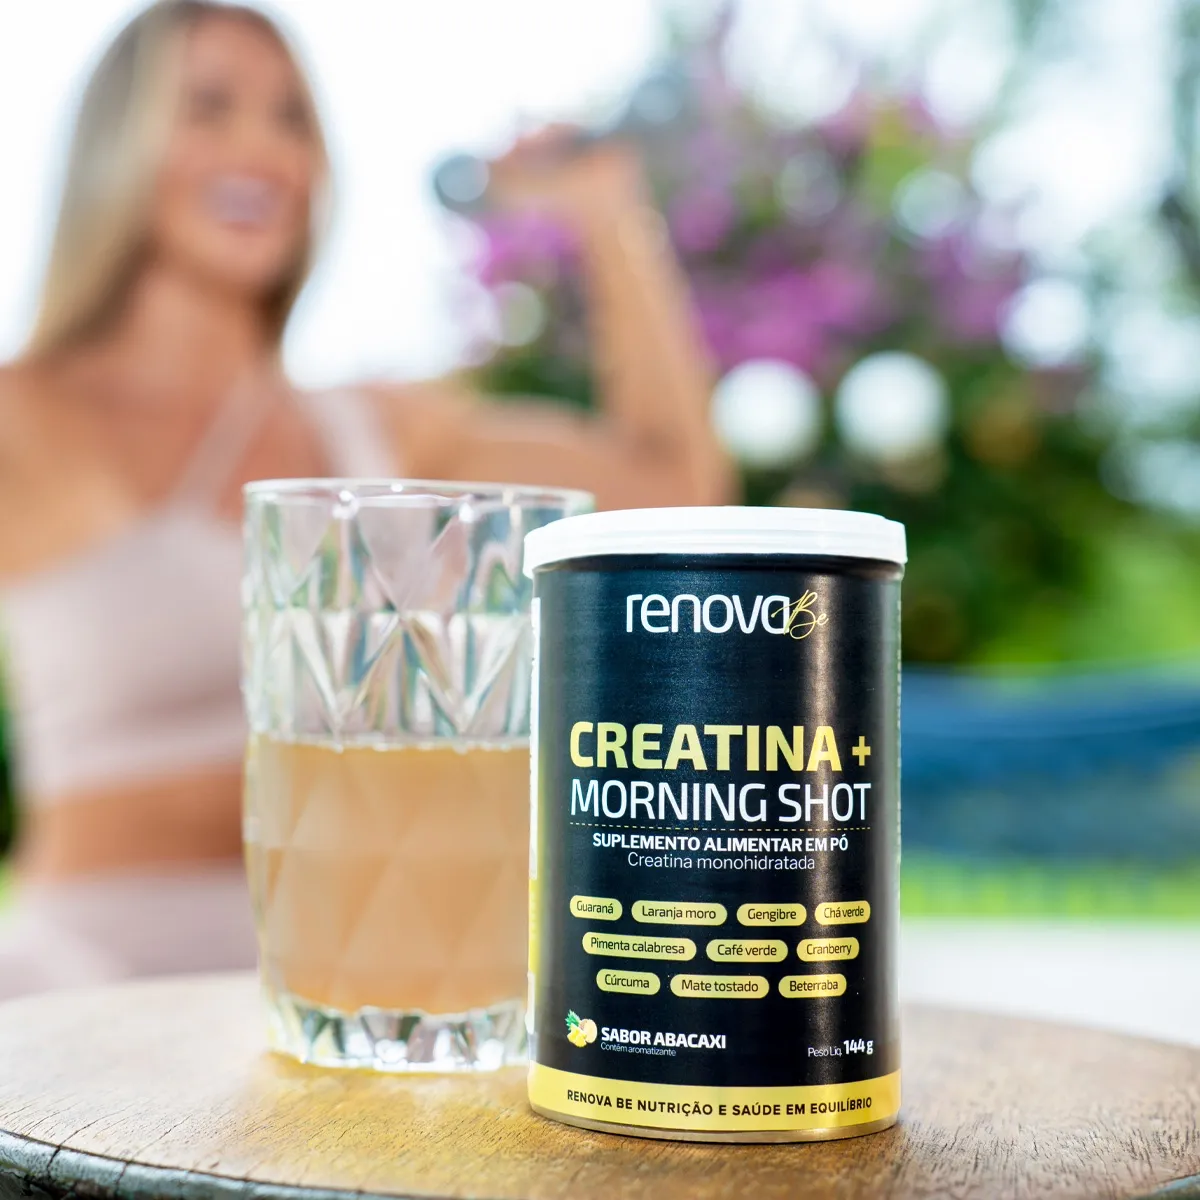 renova Be
CREATINA +
MORNING SHOT
SUPLEMENTO ALIMENTAR EM PÓ
Creatina monohidratada
Guaraná Laranja moro Gengibre Chá verde
Pimenta calabresa Café verde Cranberry
Cúrcuma Mate tostado Beterraba
SABOR ABACAXI
Contém aromatizante
Peso Liq. 144 g
RENOVA BE NUTRIÇÃO E SAÚDE EM EQUILÍBRIO